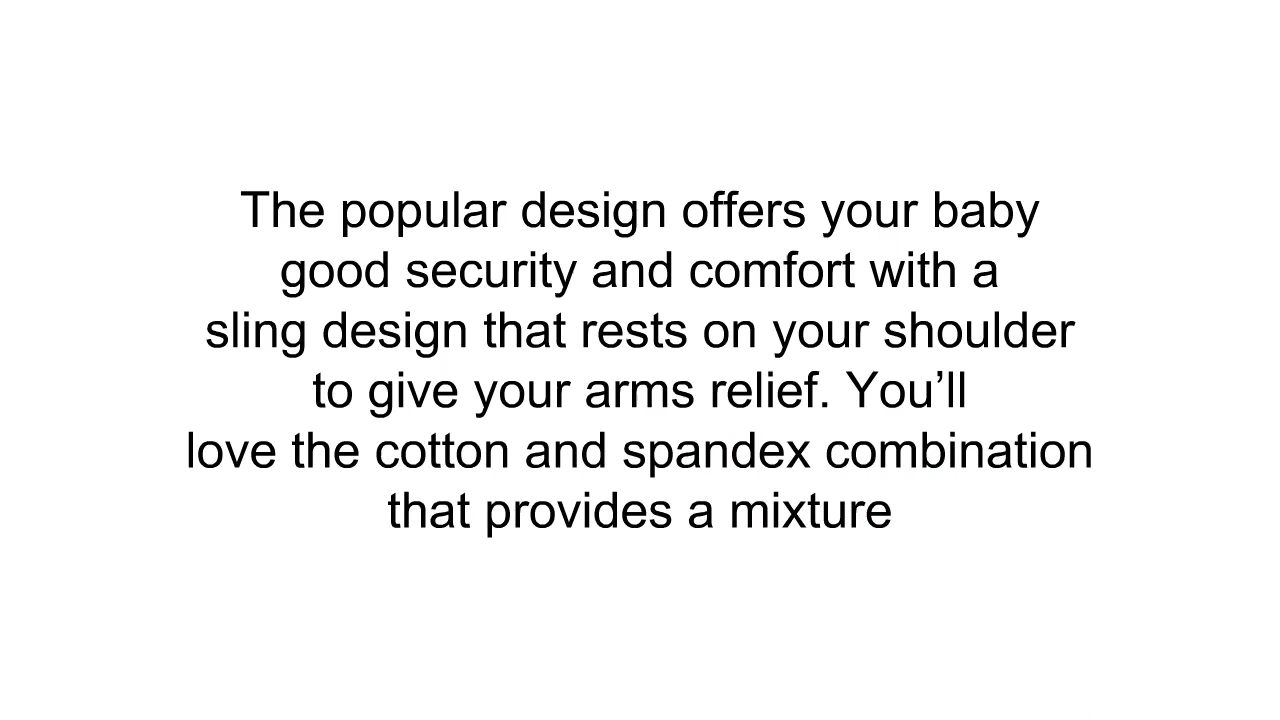 The popular design offers your baby
good security and comfort with a
sling design that rests on your shoulder
to give your arms relief. You’ll
love the cotton and spandex combination
that provides a mixture